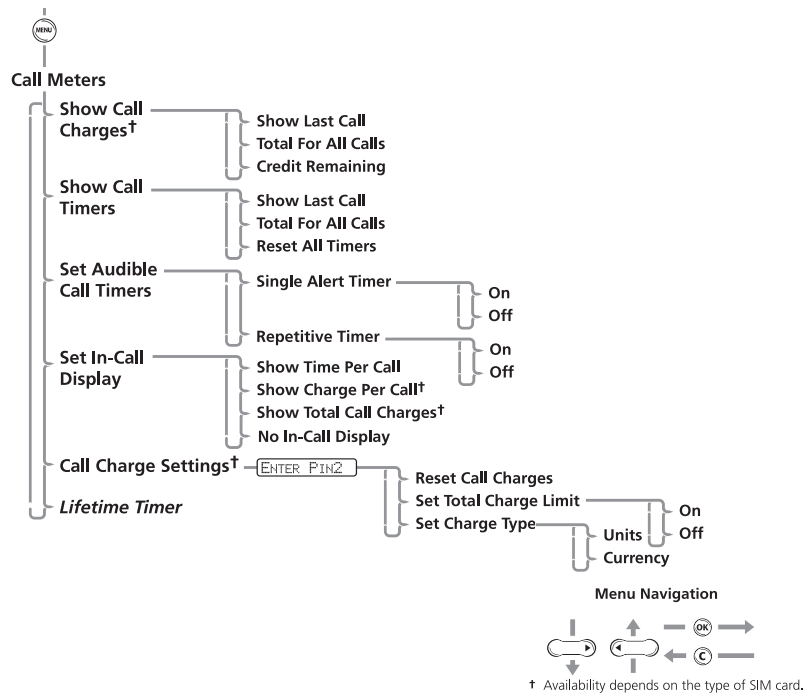 MENU
Call Meters
Show Call
Charges†
Show Last Call
Total For All Calls
Credit Remaining
Show Call
Timers
Show Last Call
Total For All Calls
Reset All Timers
Set Audible
Call Timers
Single Alert Timer
On
Off
Repetitive Timer
On
Off
Set In-Call
Display
Show Time Per Call
Show Charge Per Call†
Show Total Call Charges†
No In-Call Display
Call Charge Settings†
ENTER PIN2
Reset Call Charges
Set Total Charge Limit
On
Off
Set Charge Type
Units
Currency
Lifetime Timer
Menu Navigation
OK
C
† Availability depends on the type of SIM card.